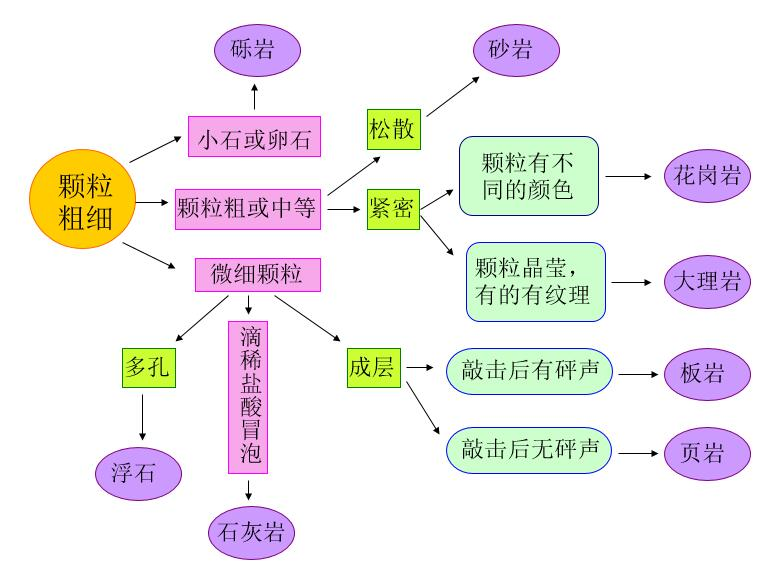 砾岩
砂岩
小石或卵石
松散
颗粒
粗细
颗粒有不
同的颜色
花岗岩
颗粒粗或中等
紧密
微细颗粒
颗粒晶莹，
有的有纹理
大理岩
多孔
滴稀盐酸冒泡
成层
敲击后有砰声
板岩
敲击后无砰声
页岩
浮石
石灰岩